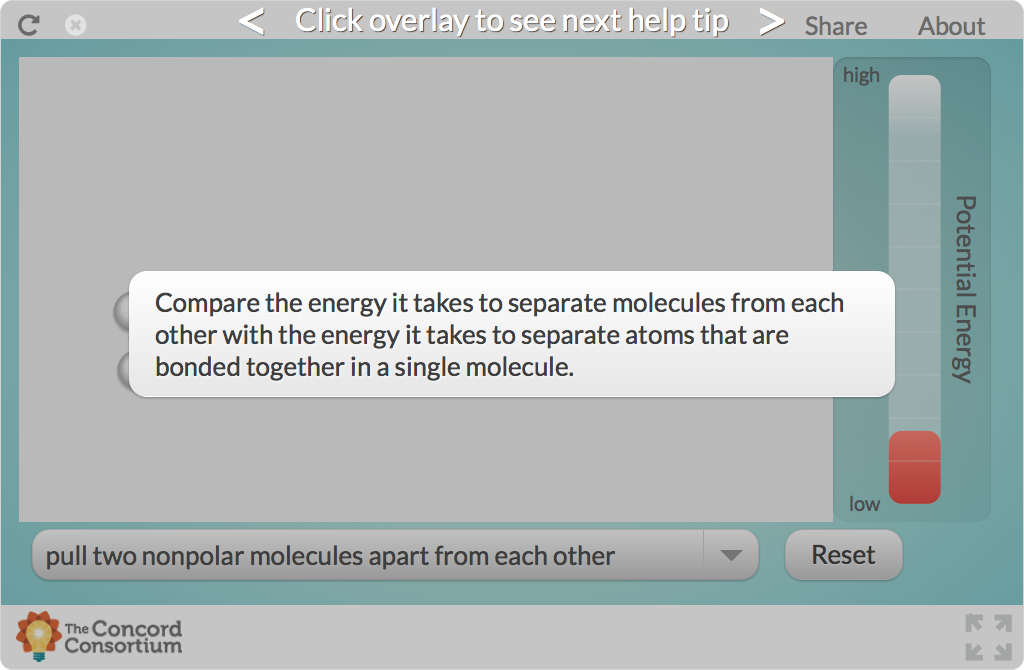 < Click overlay to see next help tip >
Share
About
high
Compare the energy it takes to separate molecules from each
other with the energy it takes to separate atoms that are
bonded together in a single molecule.
Potential Energy
low
pull two nonpolar molecules apart from each other
Reset
The Concord
Consortium